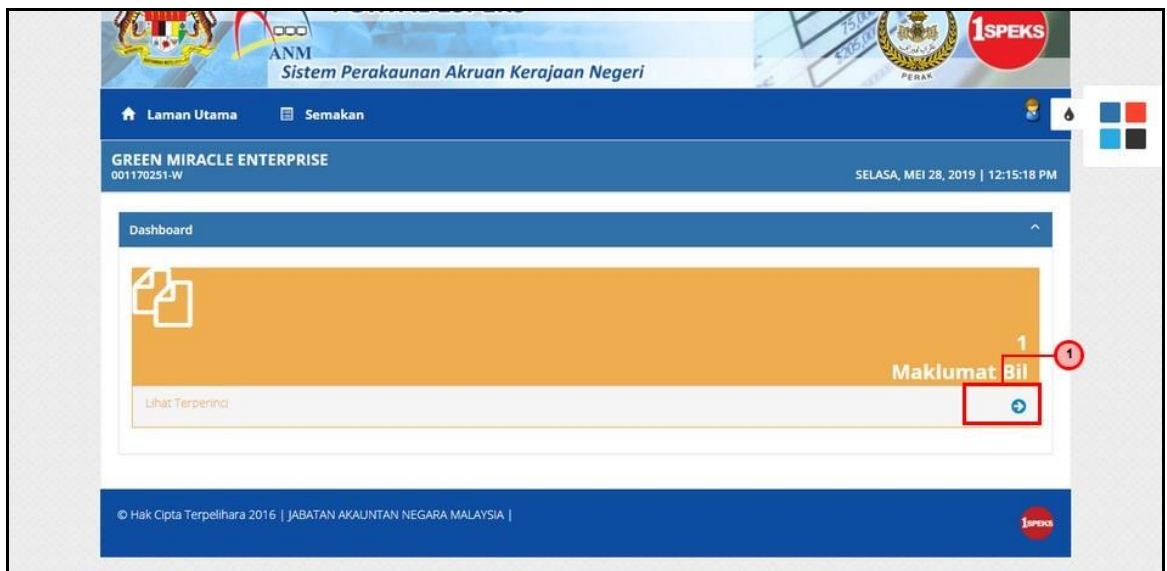 ANM
Sistem Perakaunan Akruan Kerajaan Negeri
PERAK
1SPEKS
Laman Utama
Semakan
GREEN MIRACLE ENTERPRISE
001170251-W
SELASA, MEI 28, 2019 | 12:15:18 PM
Dashboard
1
Maklumat Bil
1
Lihat Terperinci
© Hak Cipta Terpelihara 2016 | JABATAN AKAUNTAN NEGARA MALAYSIA |
1SPEKS